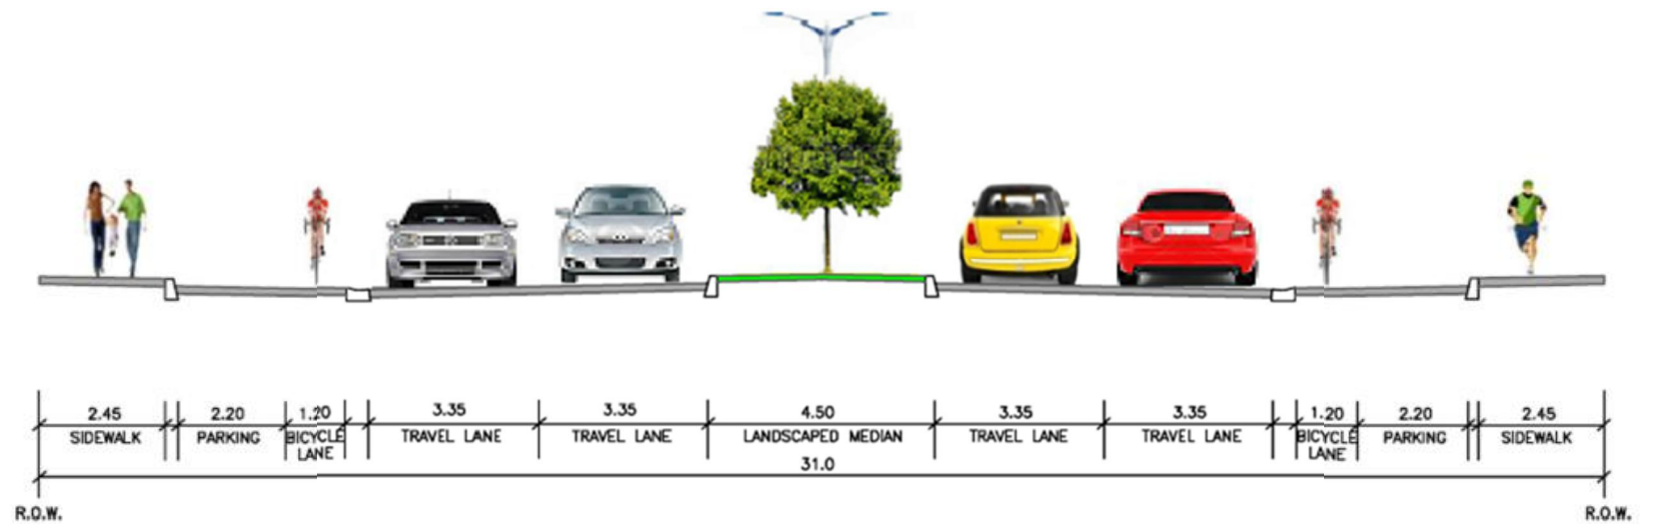 2.45 2.20 1.20 3.35 3.35 4.50 3.35 3.35 1.20 2.20 2.45
SIDEWALK PARKING BICYCLE LANE TRAVEL LANE TRAVEL LANE LANDSCAPED MEDIAN TRAVEL LANE TRAVEL LANE BICYCLE LANE PARKING SIDEWALK
31.0
R.O.W. R.O.W.